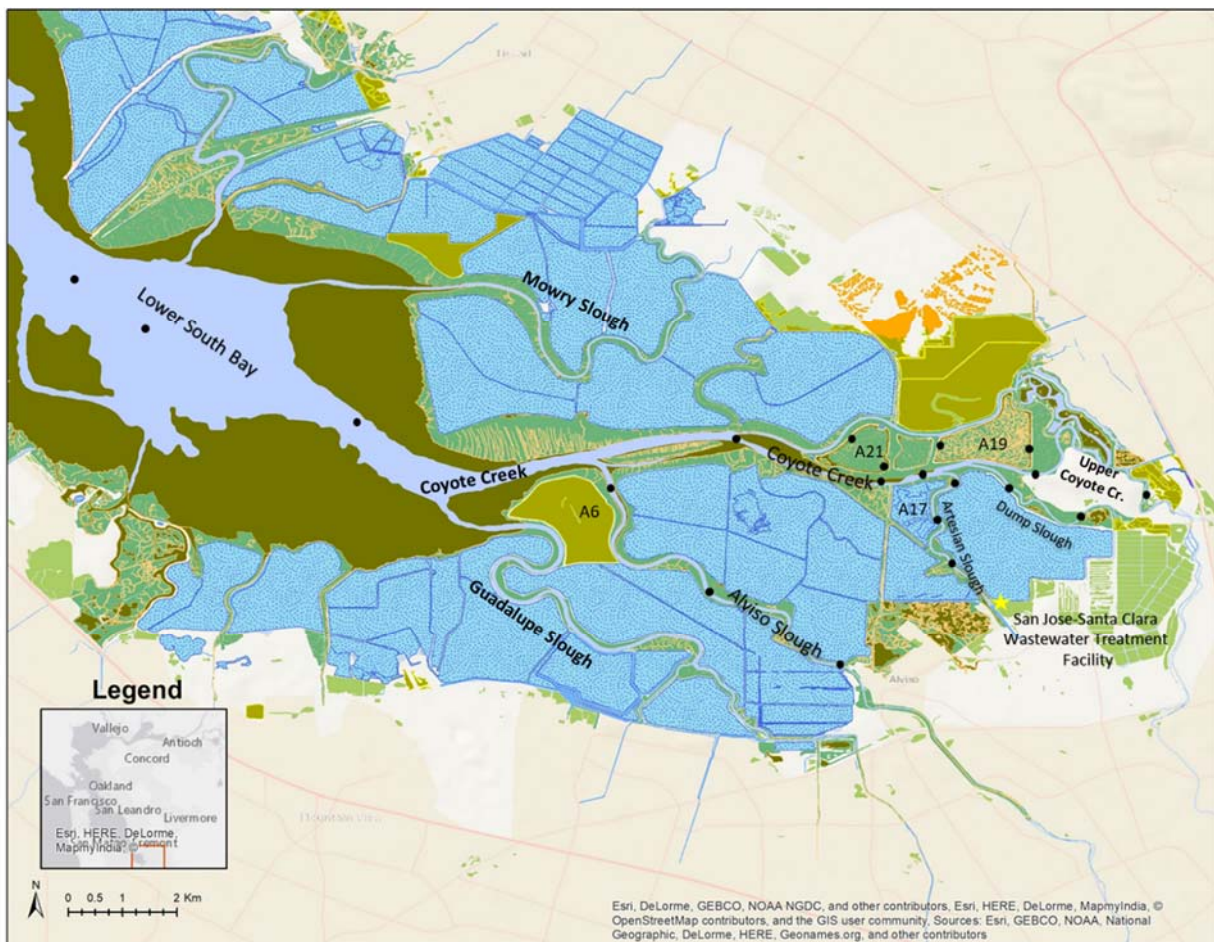 Mowry Slough
Lower South Bay
A21
A19
Coyote Creek
Coyote Creek
Upper
Coyote Cr.
A6
A17
Artesian Slough
Dump Slough
Guadalupe Slough
Alviso Slough
San Jose-Santa Clara
Wastewater Treatment
Facility
Alviso
Legend
Vallejo
Antioch
Concord
Oakland
San Francisco
San Leandro
Livermore
Esri, HERE, DeLorme,
MapmyIndia, ©
Mountain View
N
0 0.5 1 2 Km
Esri, DeLorme, GEBCO, NOAA NGDC, and other contributors, Esri, HERE, DeLorme, MapmyIndia, ©
OpenStreetMap contributors, and the GIS user community, Sources: Esri, GEBCO, NOAA, National
Geographic, DeLorme, HERE, Geonames.org, and other contributors